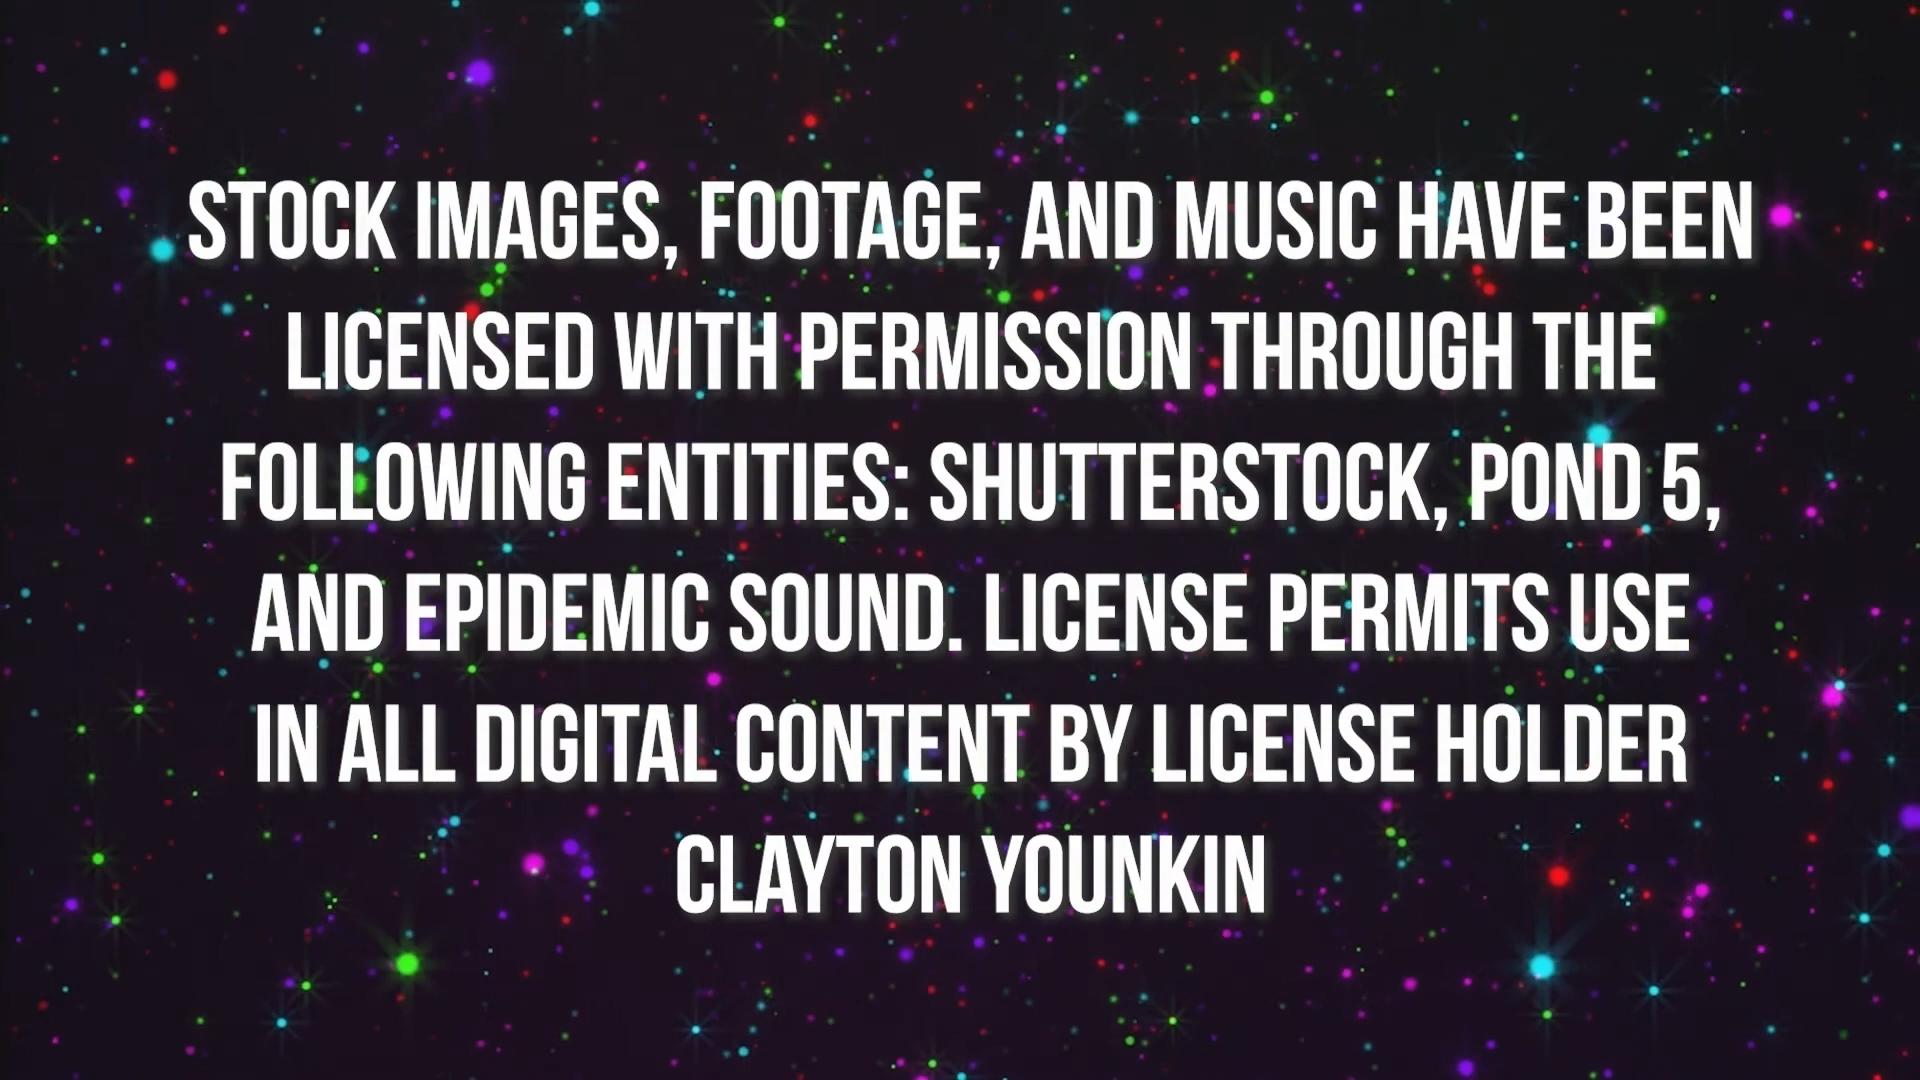 STOCK IMAGES, FOOTAGE, AND MUSIC HAVE BEEN
LICENSED WITH PERMISSION THROUGH THE
FOLLOWING ENTITIES: SHUTTERSTOCK, POND 5,
AND EPIDEMIC SOUND. LICENSE PERMITS USE
IN ALL DIGITAL CONTENT BY LICENSE HOLDER
CLAYTON YOUNKIN